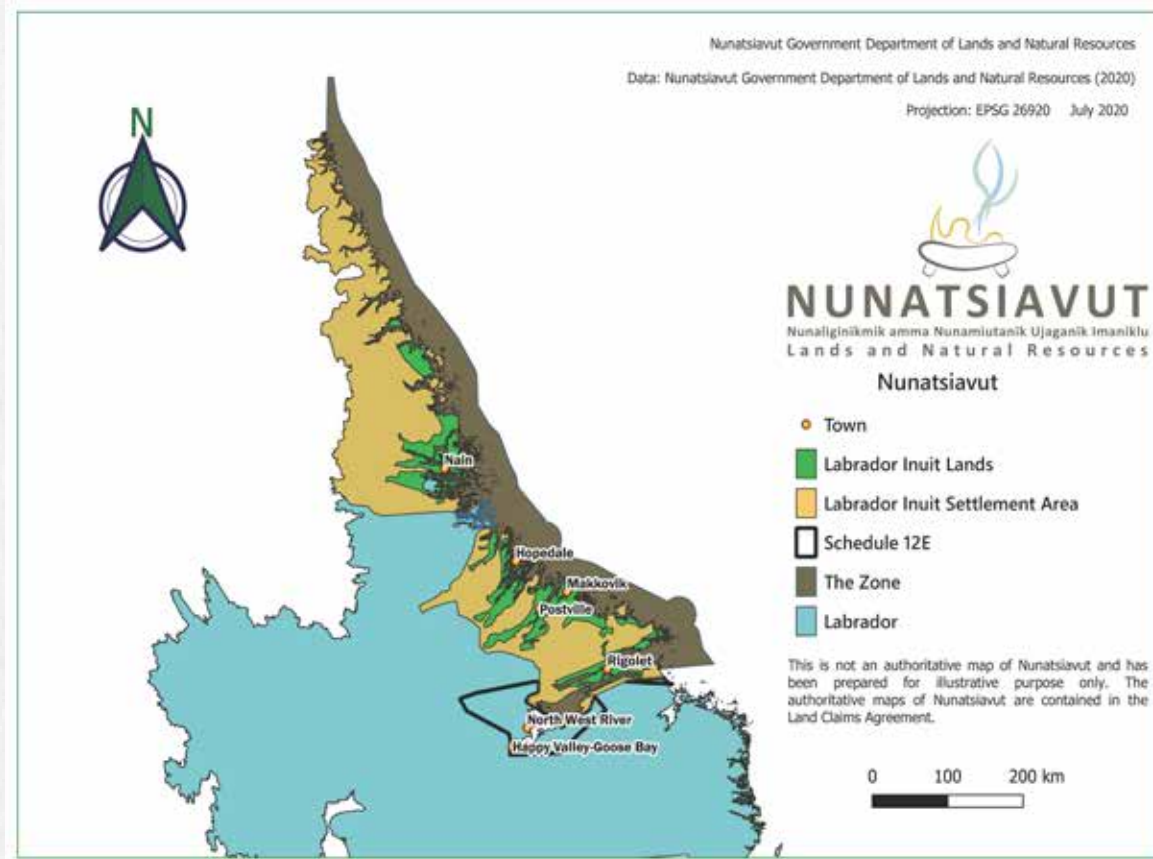 Nunatsiavut Government Department of Lands and Natural Resources
Data: Nunatsiavut Government Department of Lands and Natural Resources (2020)
Projection: EPSG 26920 July 2020
N
NUNATSIAVUT
Nunaliginikmik amma Nunamiutanik Ujaganik Imaniklu
Lands and Natural Resources
Nunatsiavut
Town
Labrador Inuit Lands
Labrador Inuit Settlement Area
Schedule 12E
The Zone
Labrador
This is not an authoritative map of Nunatsiavut and has
been prepared for illustrative purpose only. The
authoritative maps of Nunatsiavut are contained in the
Land Claims Agreement.
0 100 200 km
Nain
Hopedale
Makkovik
Postville
Rigolet
North West River
Happy Valley-Goose Bay